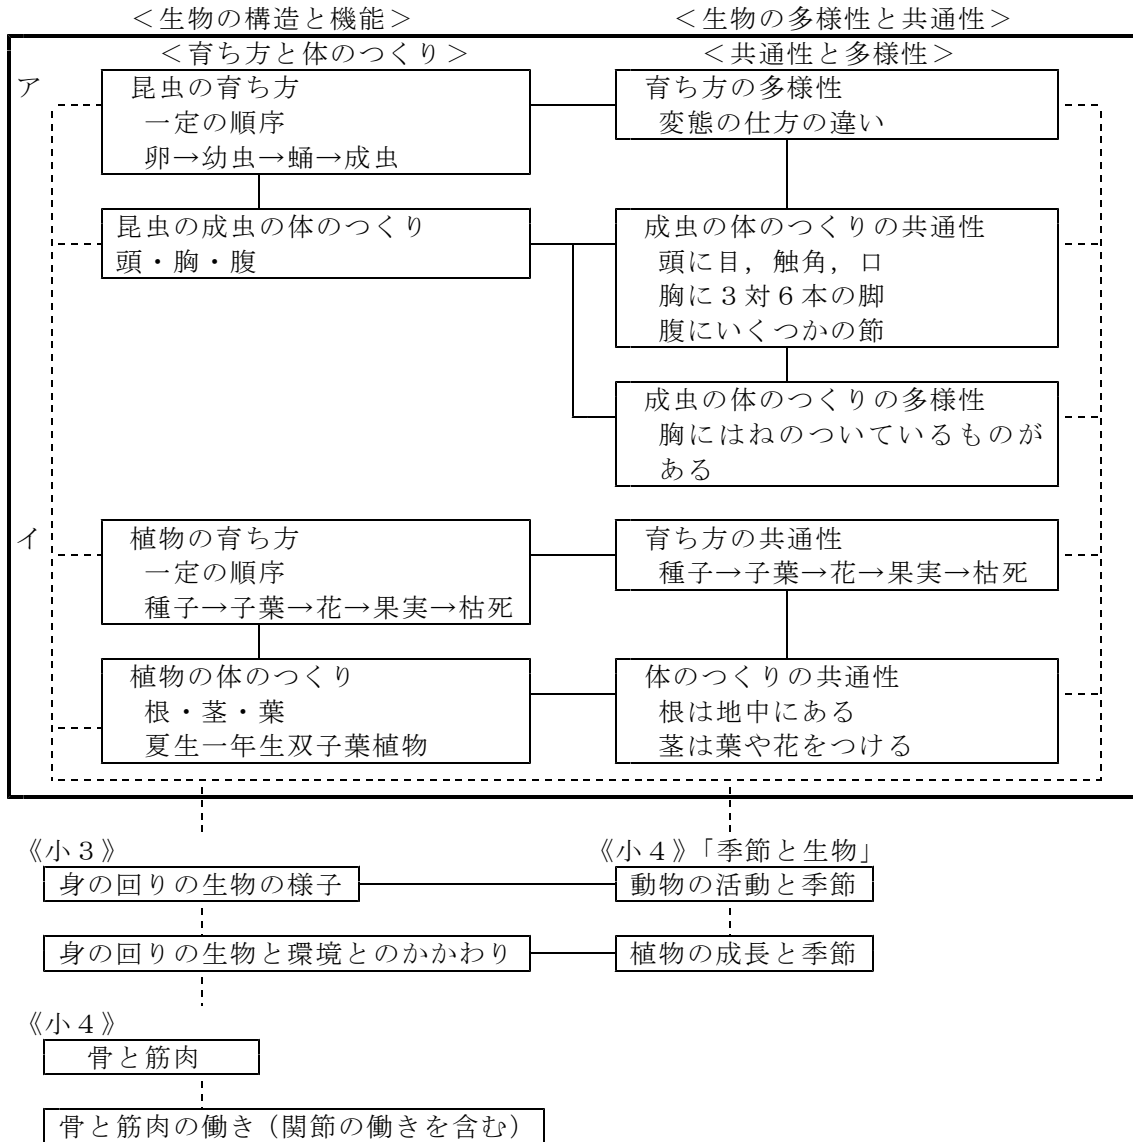 ＜生物の構造と機能＞ ＜生物の多様性と共通性＞
＜育ち方と体のつくり＞ ＜共通性と多様性＞
ア
昆虫の育ち方
一定の順序
卵→幼虫→蛹→成虫
育ち方の多様性
変態の仕方の違い
昆虫の成虫の体のつくり
頭・胸・腹
成虫の体のつくりの共通性
頭に目，触角，口
胸に３対６本の脚
腹にいくつかの節
成虫の体のつくりの多様性
胸にはねのついているものが
ある
イ
植物の育ち方
一定の順序
種子→子葉→花→果実→枯死
育ち方の共通性
種子→子葉→花→果実→枯死
植物の体のつくり
根・茎・葉
夏生一年生双子葉植物
体のつくりの共通性
根は地中にある
茎は葉や花をつける
《小３》 《小４》「季節と生物」
身の回りの生物の様子 動物の活動と季節
身の回りの生物と環境とのかかわり 植物の成長と季節
《小４》
骨と筋肉
骨と筋肉の働き（関節の働きを含む）